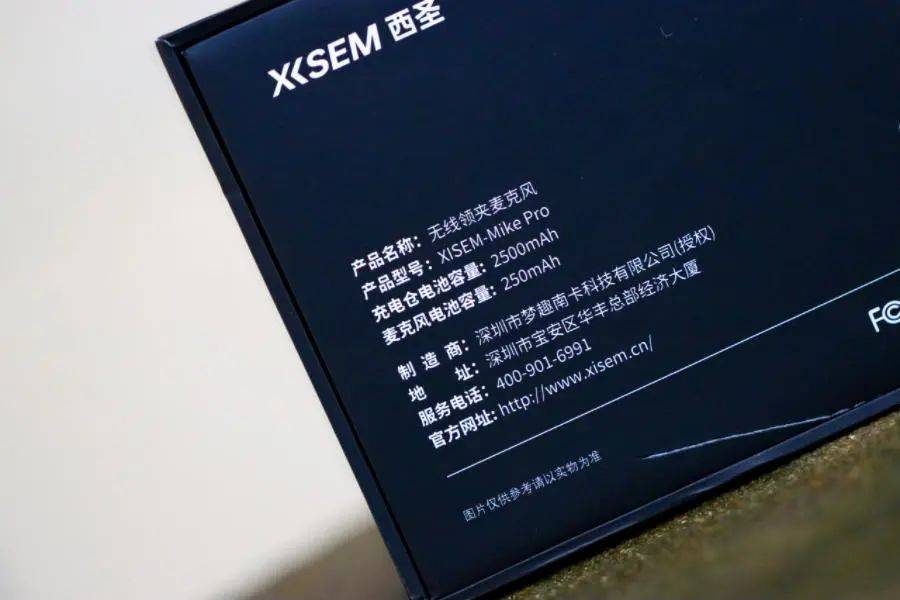 XISEM 西圣
产品名称：无线领夹麦克风
产品型号：XISEM-Mike Pro
充电仓电池容量：2500mAh
麦克风电池容量：250mAh
制 造 商：深圳市梦趣南卡科技有限公司(授权)
地 址：深圳市宝安区华丰总部经济大厦
服务电话：400-901-6991
官方网址：http://www.xisem.cn/
FC
图片仅供参考请以实物为准